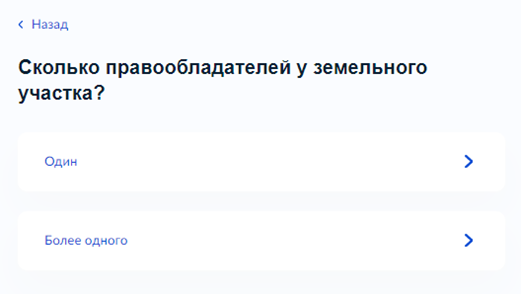 Назад
Сколько правообладателей у земельного
участка?
Один
Более одного